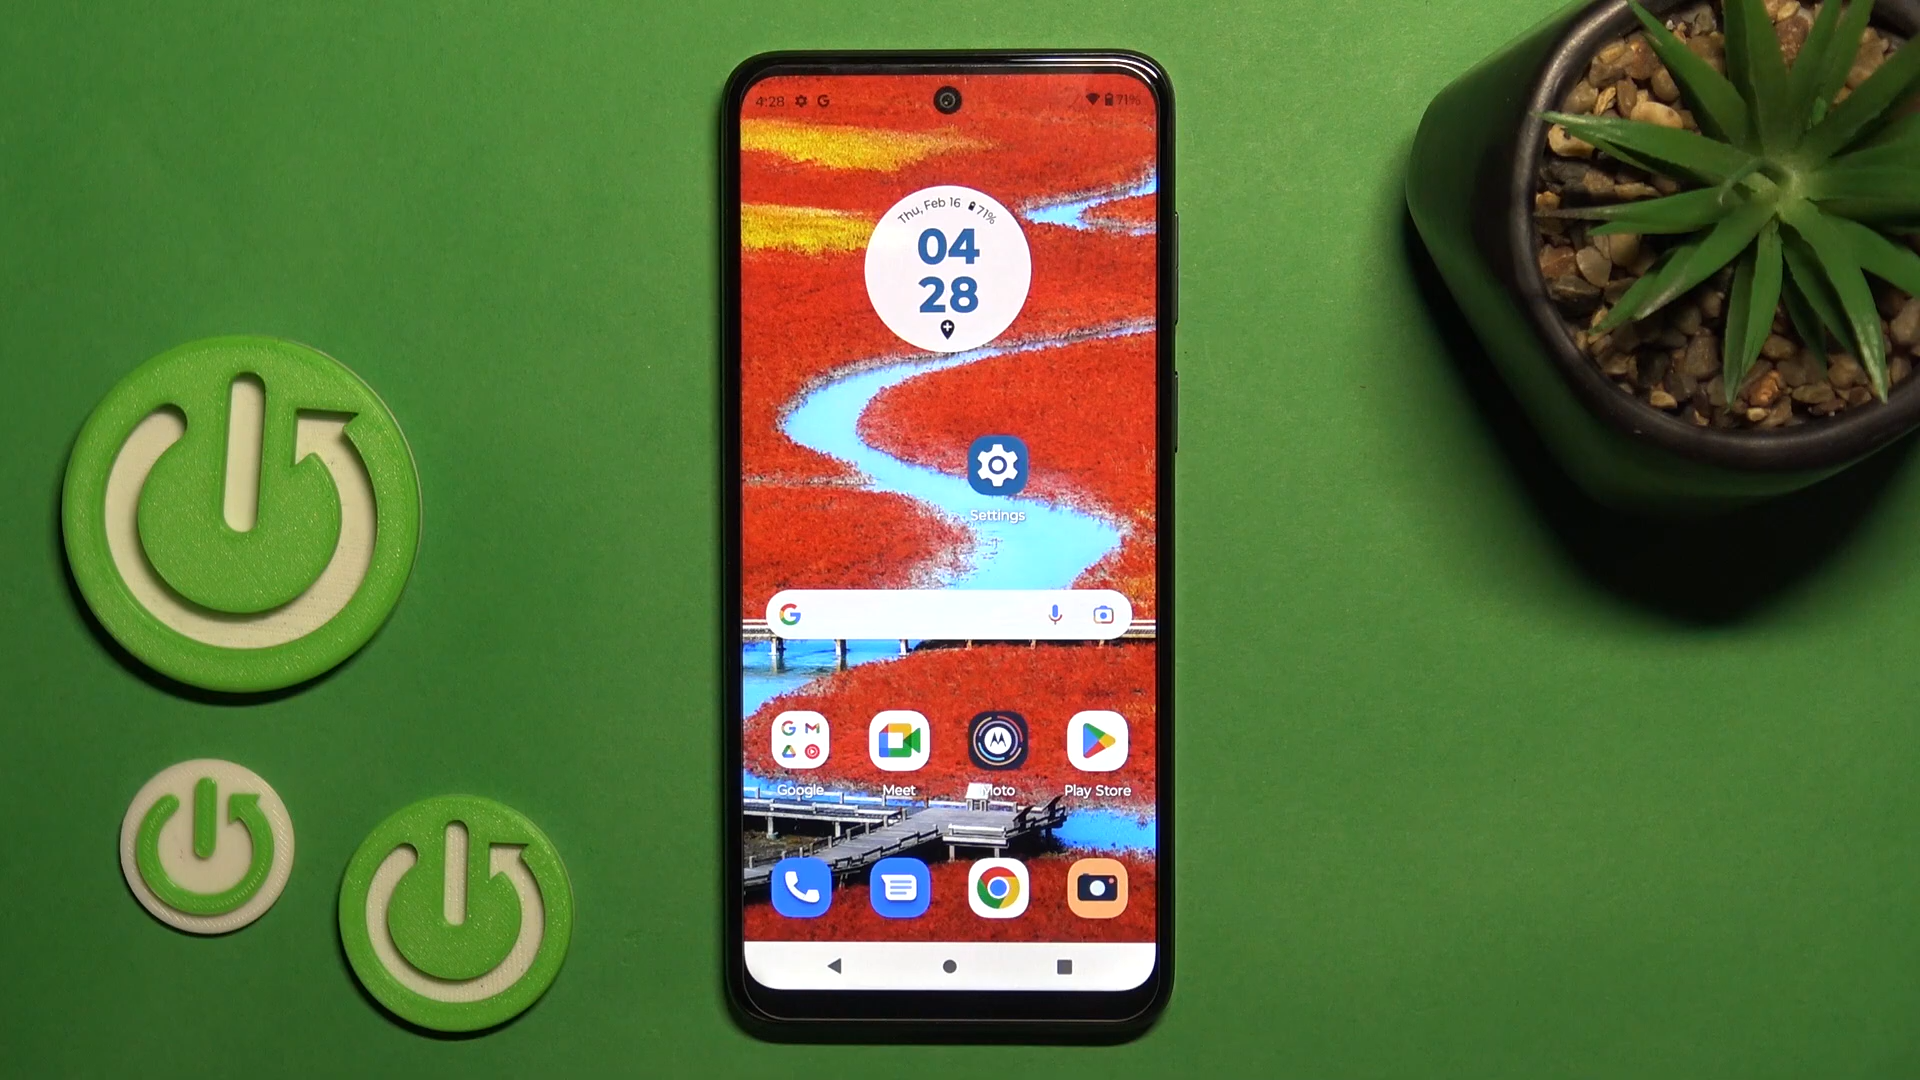 4:28
71%
Thu, Feb 16 71%
04
28
Settings
Google
Meet
Moto
Play Store